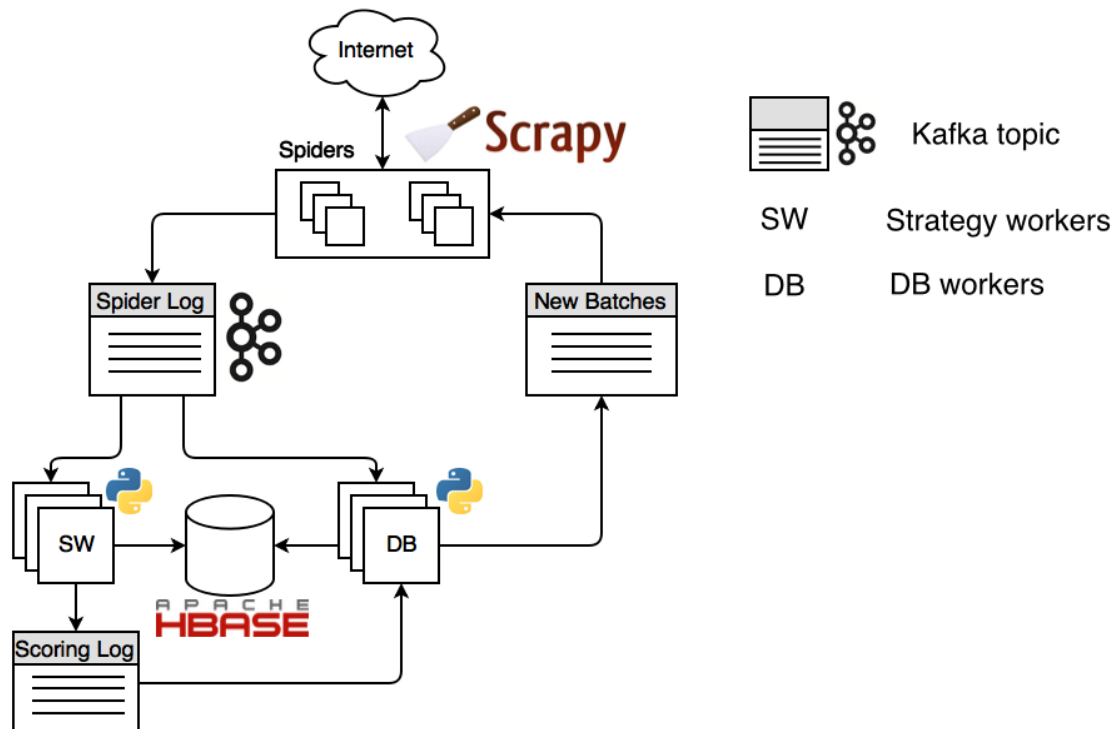 Internet
Scrapy
Spiders
Kafka topic
SW Strategy workers
DB DB workers
Spider Log
New Batches
SW
DB
APACHE
HBASE
Scoring Log